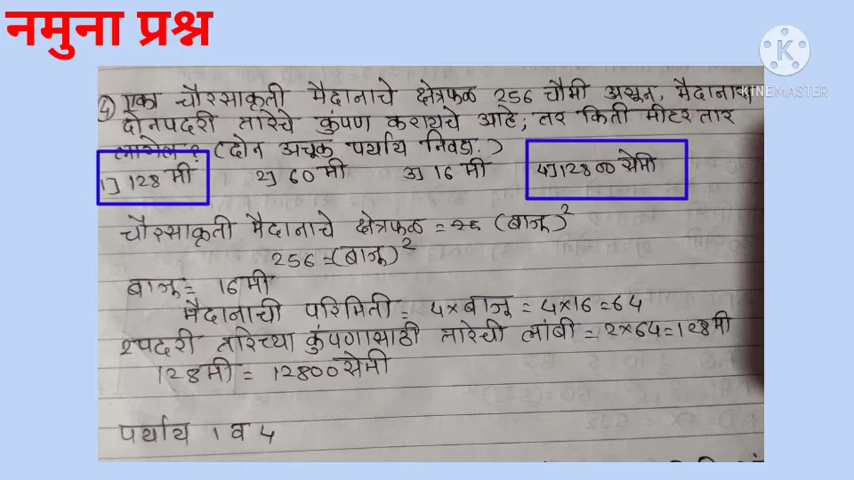 नमुना प्रश्न
KINEMASTER
4) एका चौरसाकृती मैदानाचे क्षेत्रफळ 256 चौमी असून, मैदानाला
दोनपदरी तारेचे कुंपण करायचे आहे; तर किती मीटर तार
लागेल? (दोन अचूक पर्याय निवडा.)
1] 128 मी 2] 60 मी 3] 16 मी 4] 12800 सेमी
चौरसाकृती मैदानाचे क्षेत्रफळ = (बाजू)²
256 = (बाजू)²
बाजू = 16 मी
मैदानाची परिमिती = 4×बाजू = 4×16 = 64
2पदरी तारेच्या कुंपणासाठी तारेची लांबी = 2×64 = 128 मी
128 मी = 12800 सेमी
पर्याय 1 व 4